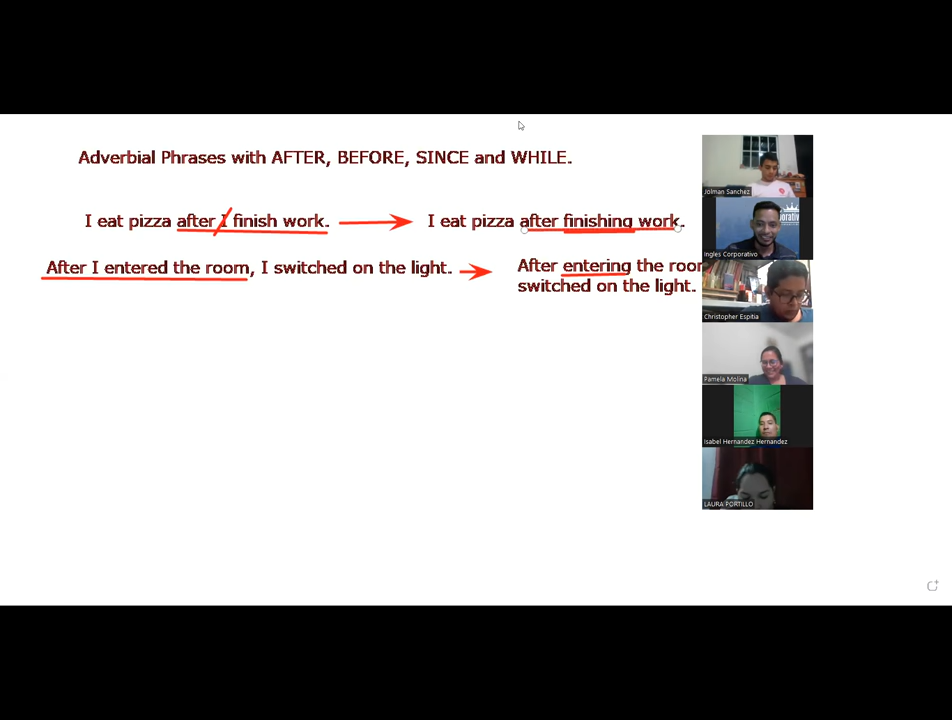 Adverbial Phrases with AFTER, BEFORE, SINCE and WHILE.
I eat pizza after I finish work. I eat pizza after finishing work.
After I entered the room, I switched on the light. After entering the
switched on the light.
Jolman Sanchez
Ingles Corporativo
Christopher Espitia
Pamela Molina
Isabel Hernandez Hernandez
LAURA PORTILLO